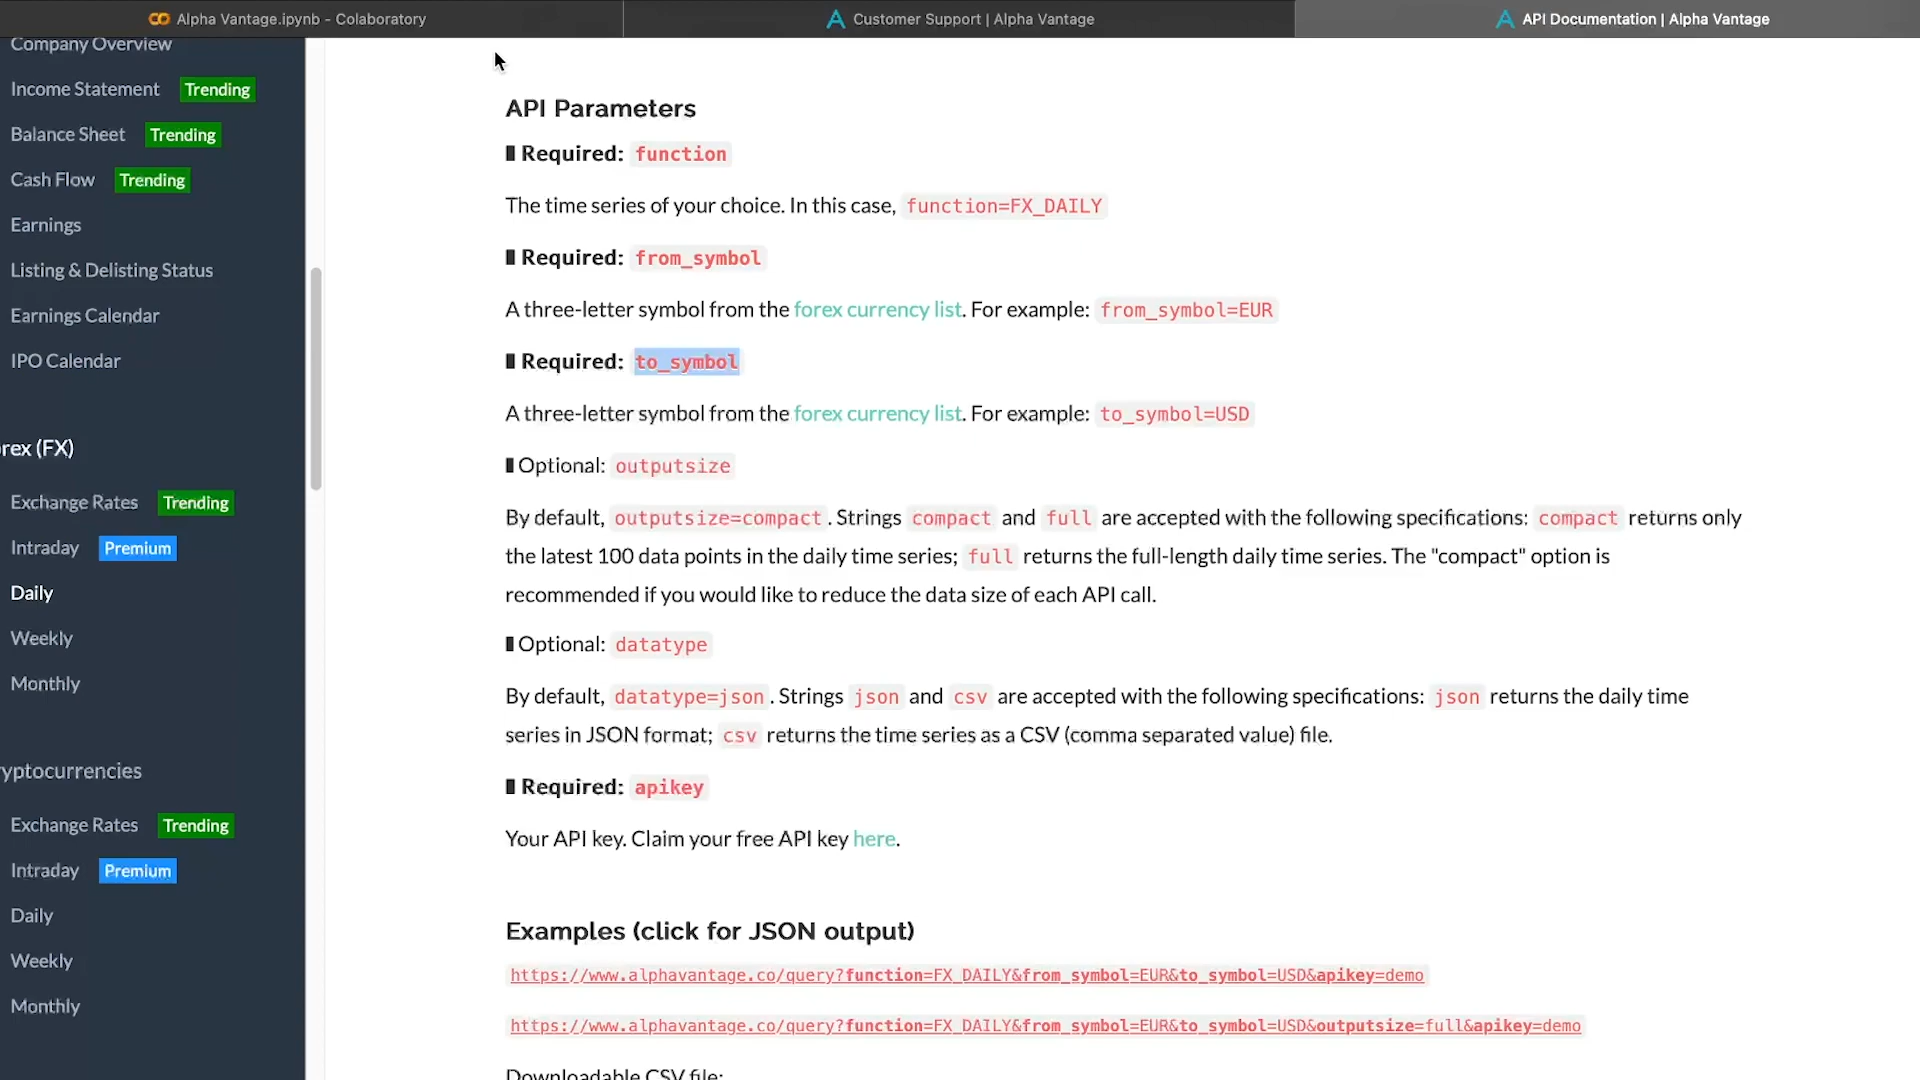 Alpha Vantage.ipynb - Colaboratory
Customer Support | Alpha Vantage
API Documentation | Alpha Vantage
Company Overview
Income Statement Trending
Balance Sheet Trending
Cash Flow Trending
Earnings
Listing & Delisting Status
Earnings Calendar
IPO Calendar
rex (FX)
Exchange Rates Trending
Intraday Premium
Daily
Weekly
Monthly
yptocurrencies
Exchange Rates Trending
Intraday Premium
Daily
Weekly
Monthly
API Parameters
Required: function
The time series of your choice. In this case, function=FX_DAILY
Required: from_symbol
A three-letter symbol from the forex currency list. For example: from_symbol=EUR
Required: to_symbol
A three-letter symbol from the forex currency list. For example: to_symbol=USD
Optional: outputsize
By default, outputsize=compact. Strings compact and full are accepted with the following specifications: compact returns only
the latest 100 data points in the daily time series; full returns the full-length daily time series. The "compact" option is
recommended if you would like to reduce the data size of each API call.
Optional: datatype
By default, datatype=json. Strings json and csv are accepted with the following specifications: json returns the daily time
series in JSON format; csv returns the time series as a CSV (comma separated value) file.
Required: apikey
Your API key. Claim your free API key here.
Examples (click for JSON output)
https://www.alphavantage.co/query?function=FX_DAILY&from_symbol=EUR&to_symbol=USD&apikey=demo
https://www.alphavantage.co/query?function=FX_DAILY&from_symbol=EUR&to_symbol=USD&outputsize=full&apikey=demo
Downloadable CSV file: